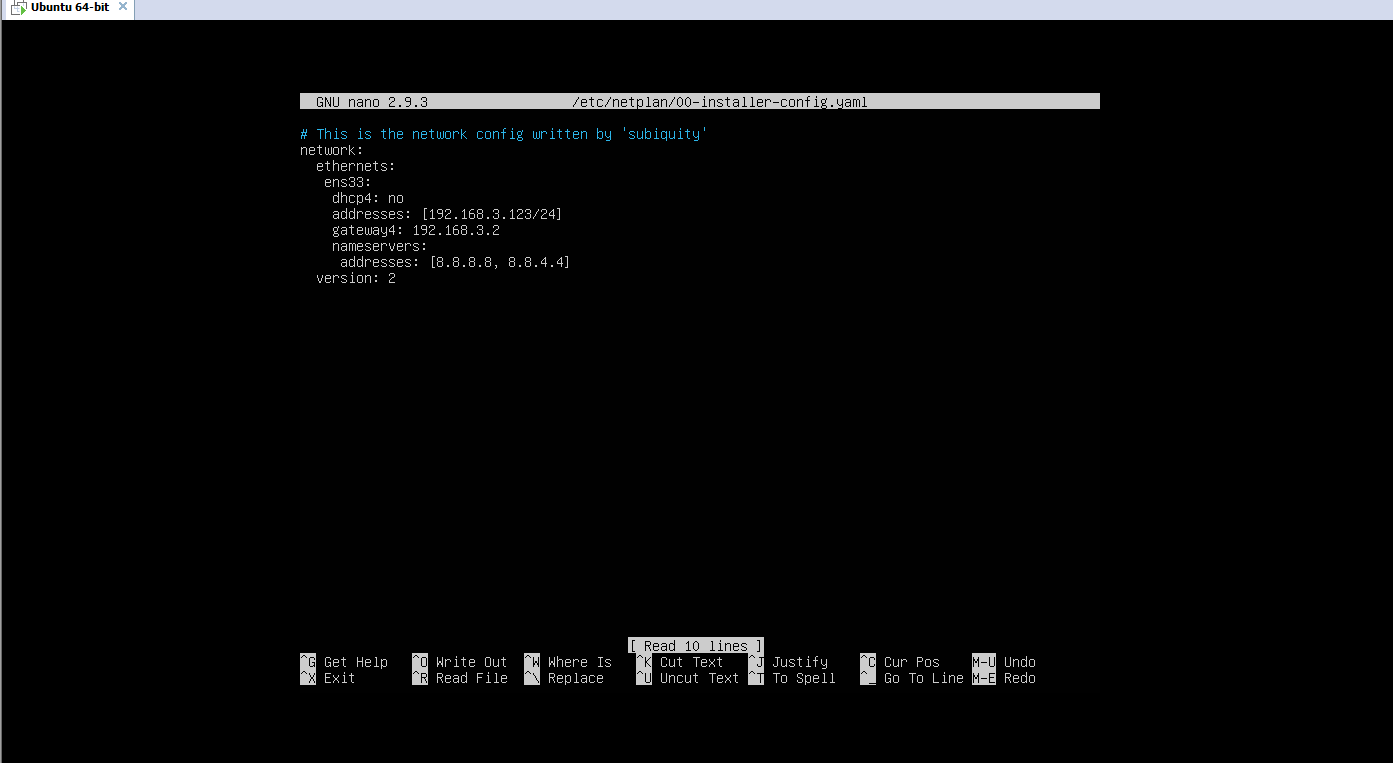 Ubuntu 64-bit
GNU nano 2.9.3 /etc/netplan/00-installer-config.yaml
# This is the network config written by 'subiquity'
network:
  ethernets:
   ens33:
    dhcp4: no
    addresses: [192.168.3.123/24]
    gateway4: 192.168.3.2
    nameservers:
     addresses: [8.8.8.8, 8.8.4.4]
  version: 2
[ Read 10 lines ]
^G Get Help ^O Write Out ^W Where Is ^K Cut Text ^J Justify ^C Cur Pos M-U Undo
^X Exit ^R Read File ^\ Replace ^U Uncut Text ^T To Spell ^_ Go To Line M-E Redo